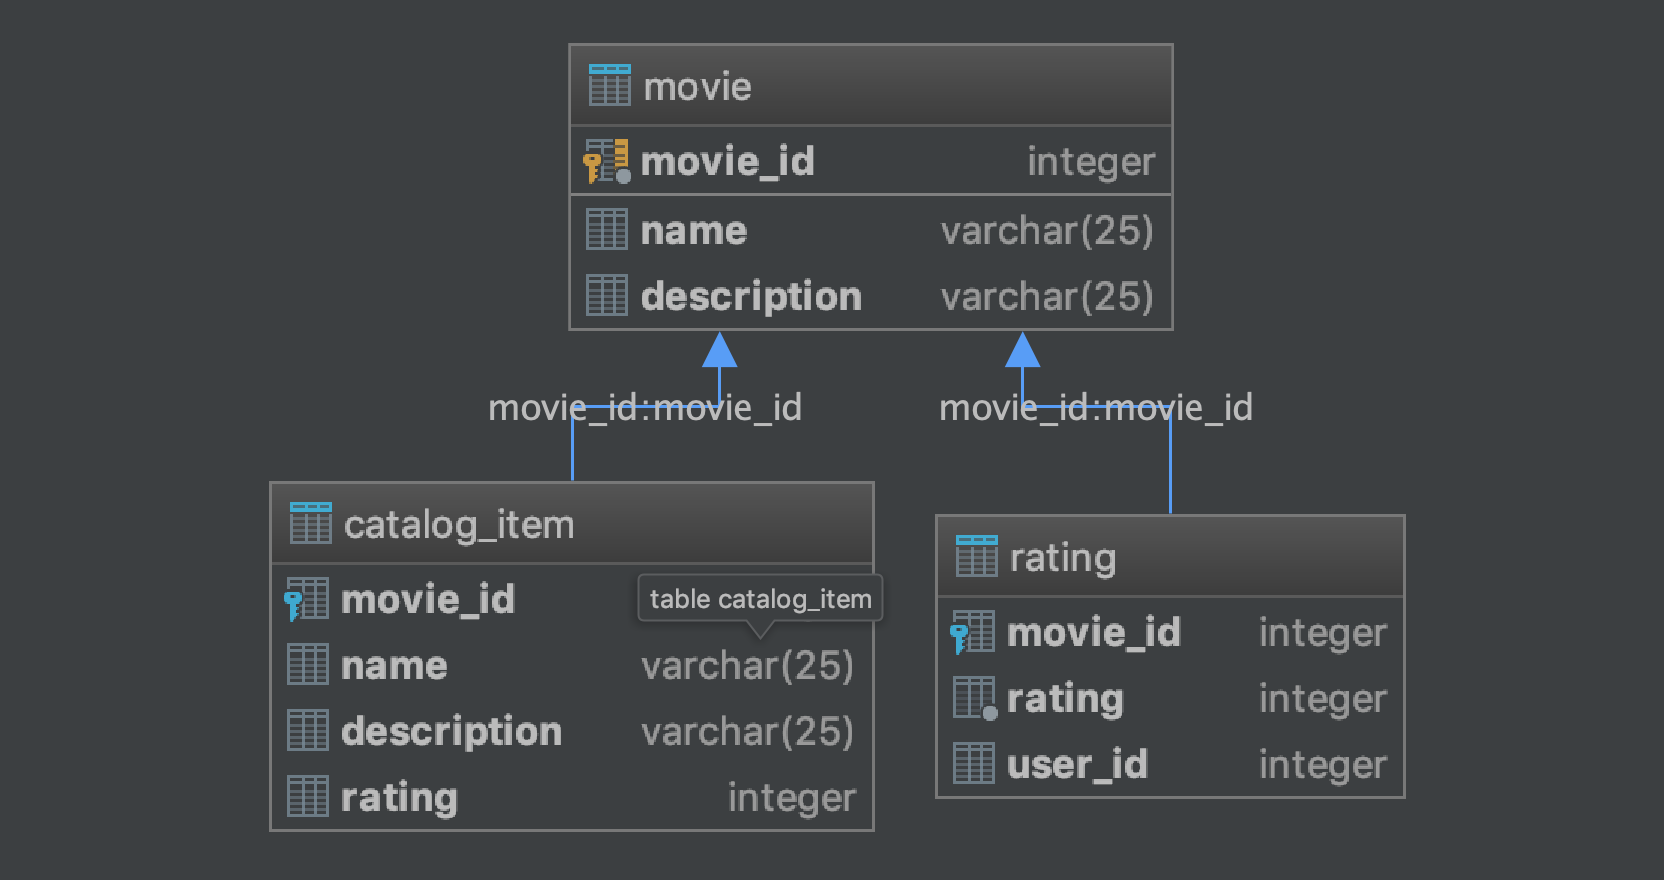 movie
movie_id integer
name varchar(25)
description varchar(25)
movie_id:movie_id
movie_id:movie_id
catalog_item
movie_id
table catalog_item
name varchar(25)
description varchar(25)
rating integer
rating
movie_id integer
rating integer
user_id integer